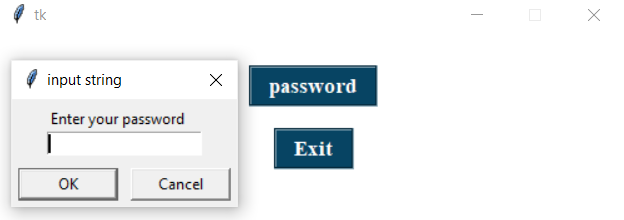 tk
input string
Enter your password
OK Cancel
password
Exit